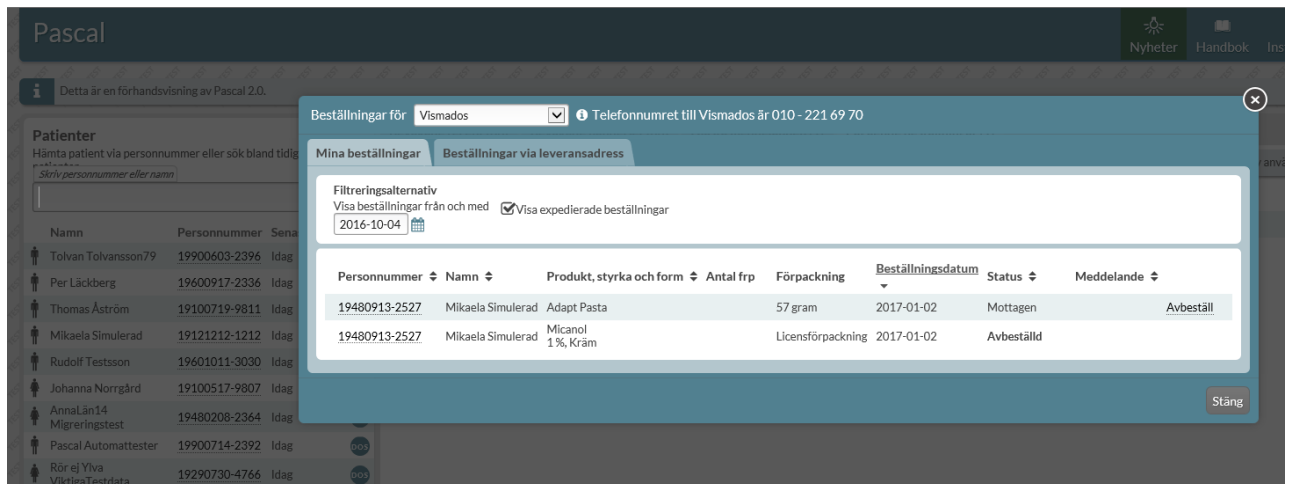 Pascal
Nyheter
Handbok
Ins
i Detta är en förhandsvisning av Pascal 2.0.
Patienter
Hämta patient via personnummer eller sök bland tidig
Skriv personnummer eller namn
Namn Personnummer Sena
Tolvan Tolvansson79 19900603-2396 Idag
Per Läckberg 19600917-2336 Idag
Thomas Åström 19100719-9811 Idag
Mikaela Simulerad 19121212-1212 Idag
Rudolf Testsson 19601011-3030 Idag
Johanna Norrgård 19100517-9807 Idag
AnnaLän14
Migreringstest 19480208-2364 Idag
Pascal Automattester 19900714-2392 Idag DOS
Rör ej Ylva
ViktigaTestdata 19290730-4766 Idag DOS
Beställningar för Vismados Telefonnumret till Vismados är 010 - 221 69 70
Mina beställningar Beställningar via leveransadress
Filtreringsalternativ
Visa beställningar från och med Visa expedierade beställningar
2016-10-04
Personnummer Namn Produkt, styrka och form Antal frp Förpackning Beställningsdatum Status Meddelande
19480913-2527 Mikaela Simulerad Adapt Pasta 57 gram 2017-01-02 Mottagen Avbeställ
19480913-2527 Mikaela Simulerad Micanol
1 %, Kräm Licensförpackning 2017-01-02 Avbeställd
Stäng